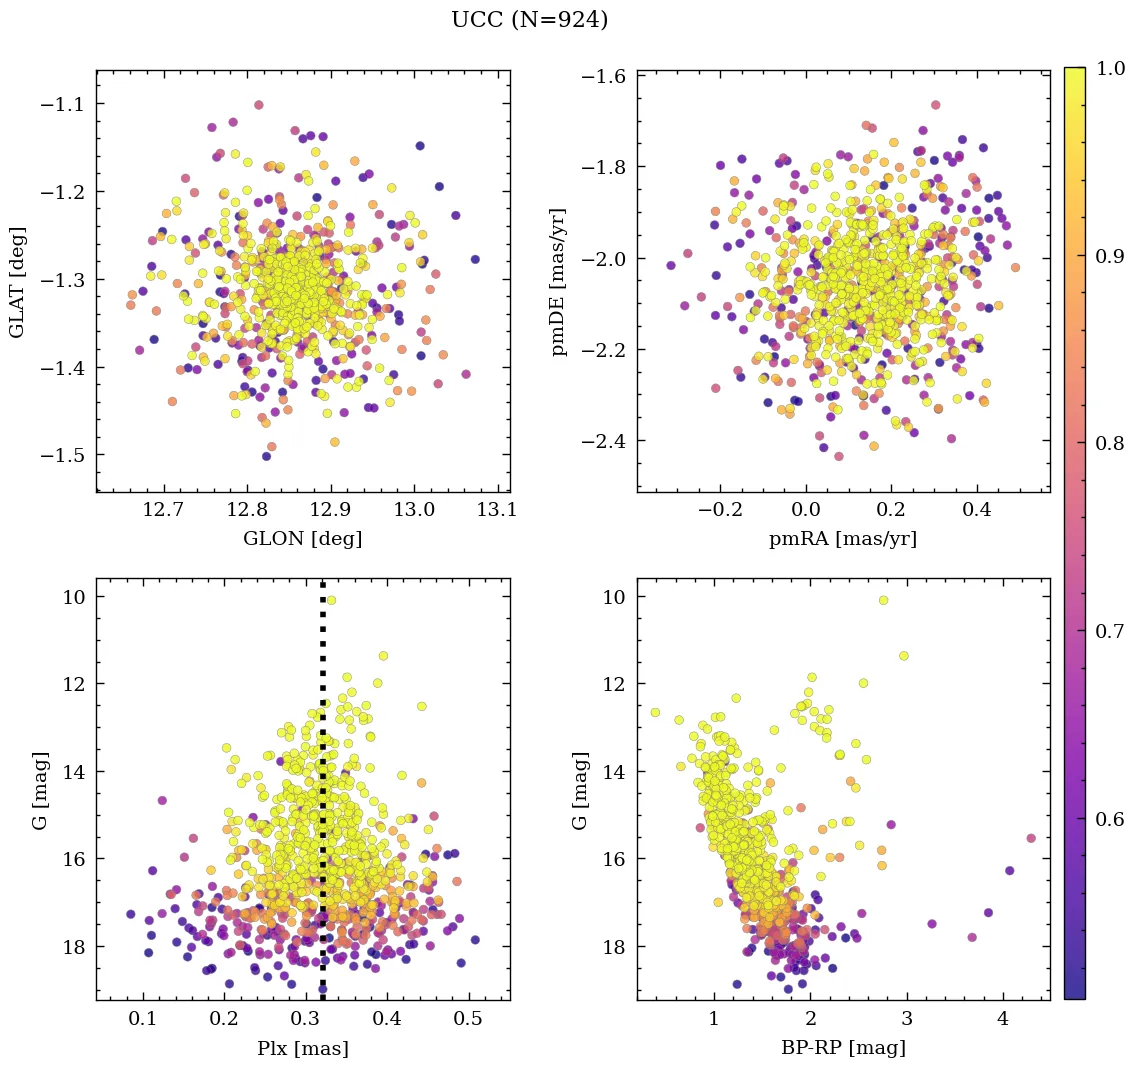 UCC (N=924)
−1.1
−1.2
−1.3
−1.4
−1.5
GLAT [deg]
12.7 12.8 12.9 13.0 13.1
GLON [deg]
−1.6
−1.8
−2.0
−2.2
−2.4
pmDE [mas/yr]
−0.2 0.0 0.2 0.4
pmRA [mas/yr]
1.0
0.9
0.8
0.7
0.6
10
12
14
16
18
G [mag]
0.1 0.2 0.3 0.4 0.5
Plx [mas]
10
12
14
16
18
G [mag]
1 2 3 4
BP-RP [mag]